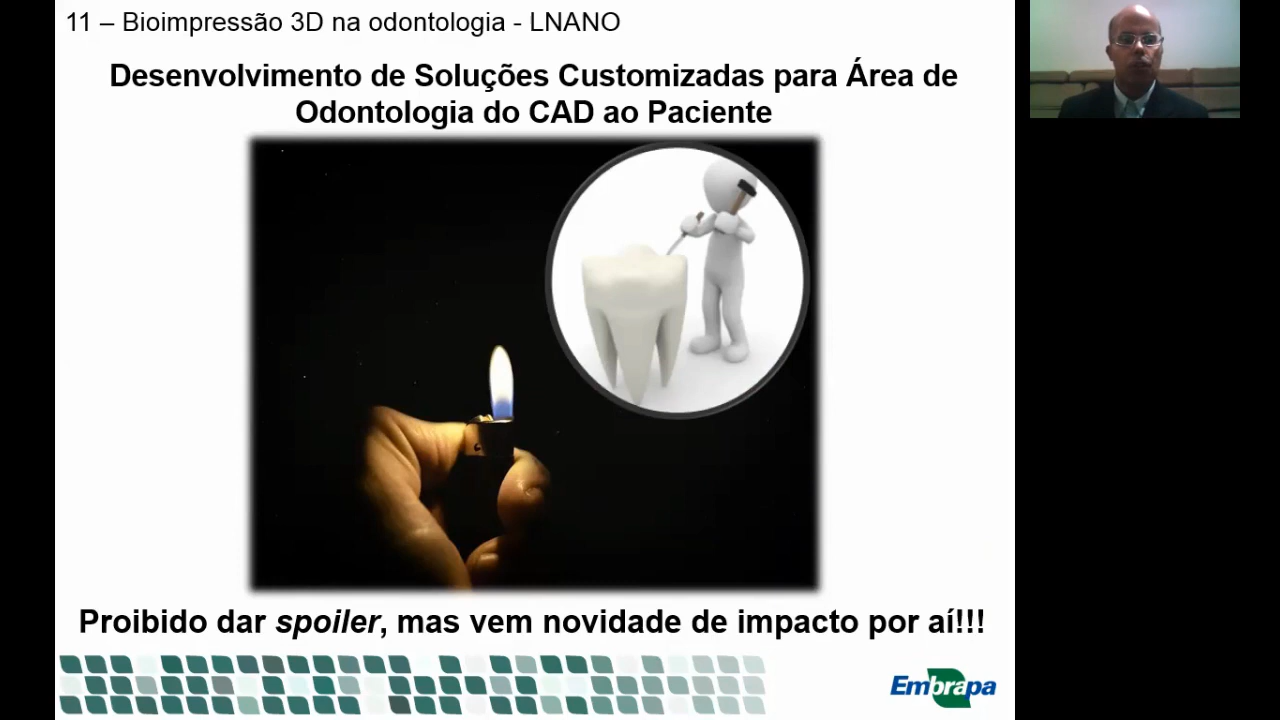 11 – Bioimpressão 3D na odontologia - LNANO
Desenvolvimento de Soluções Customizadas para Área de
Odontologia do CAD ao Paciente
Proibido dar spoiler, mas vem novidade de impacto por aí!!!
Embrapa